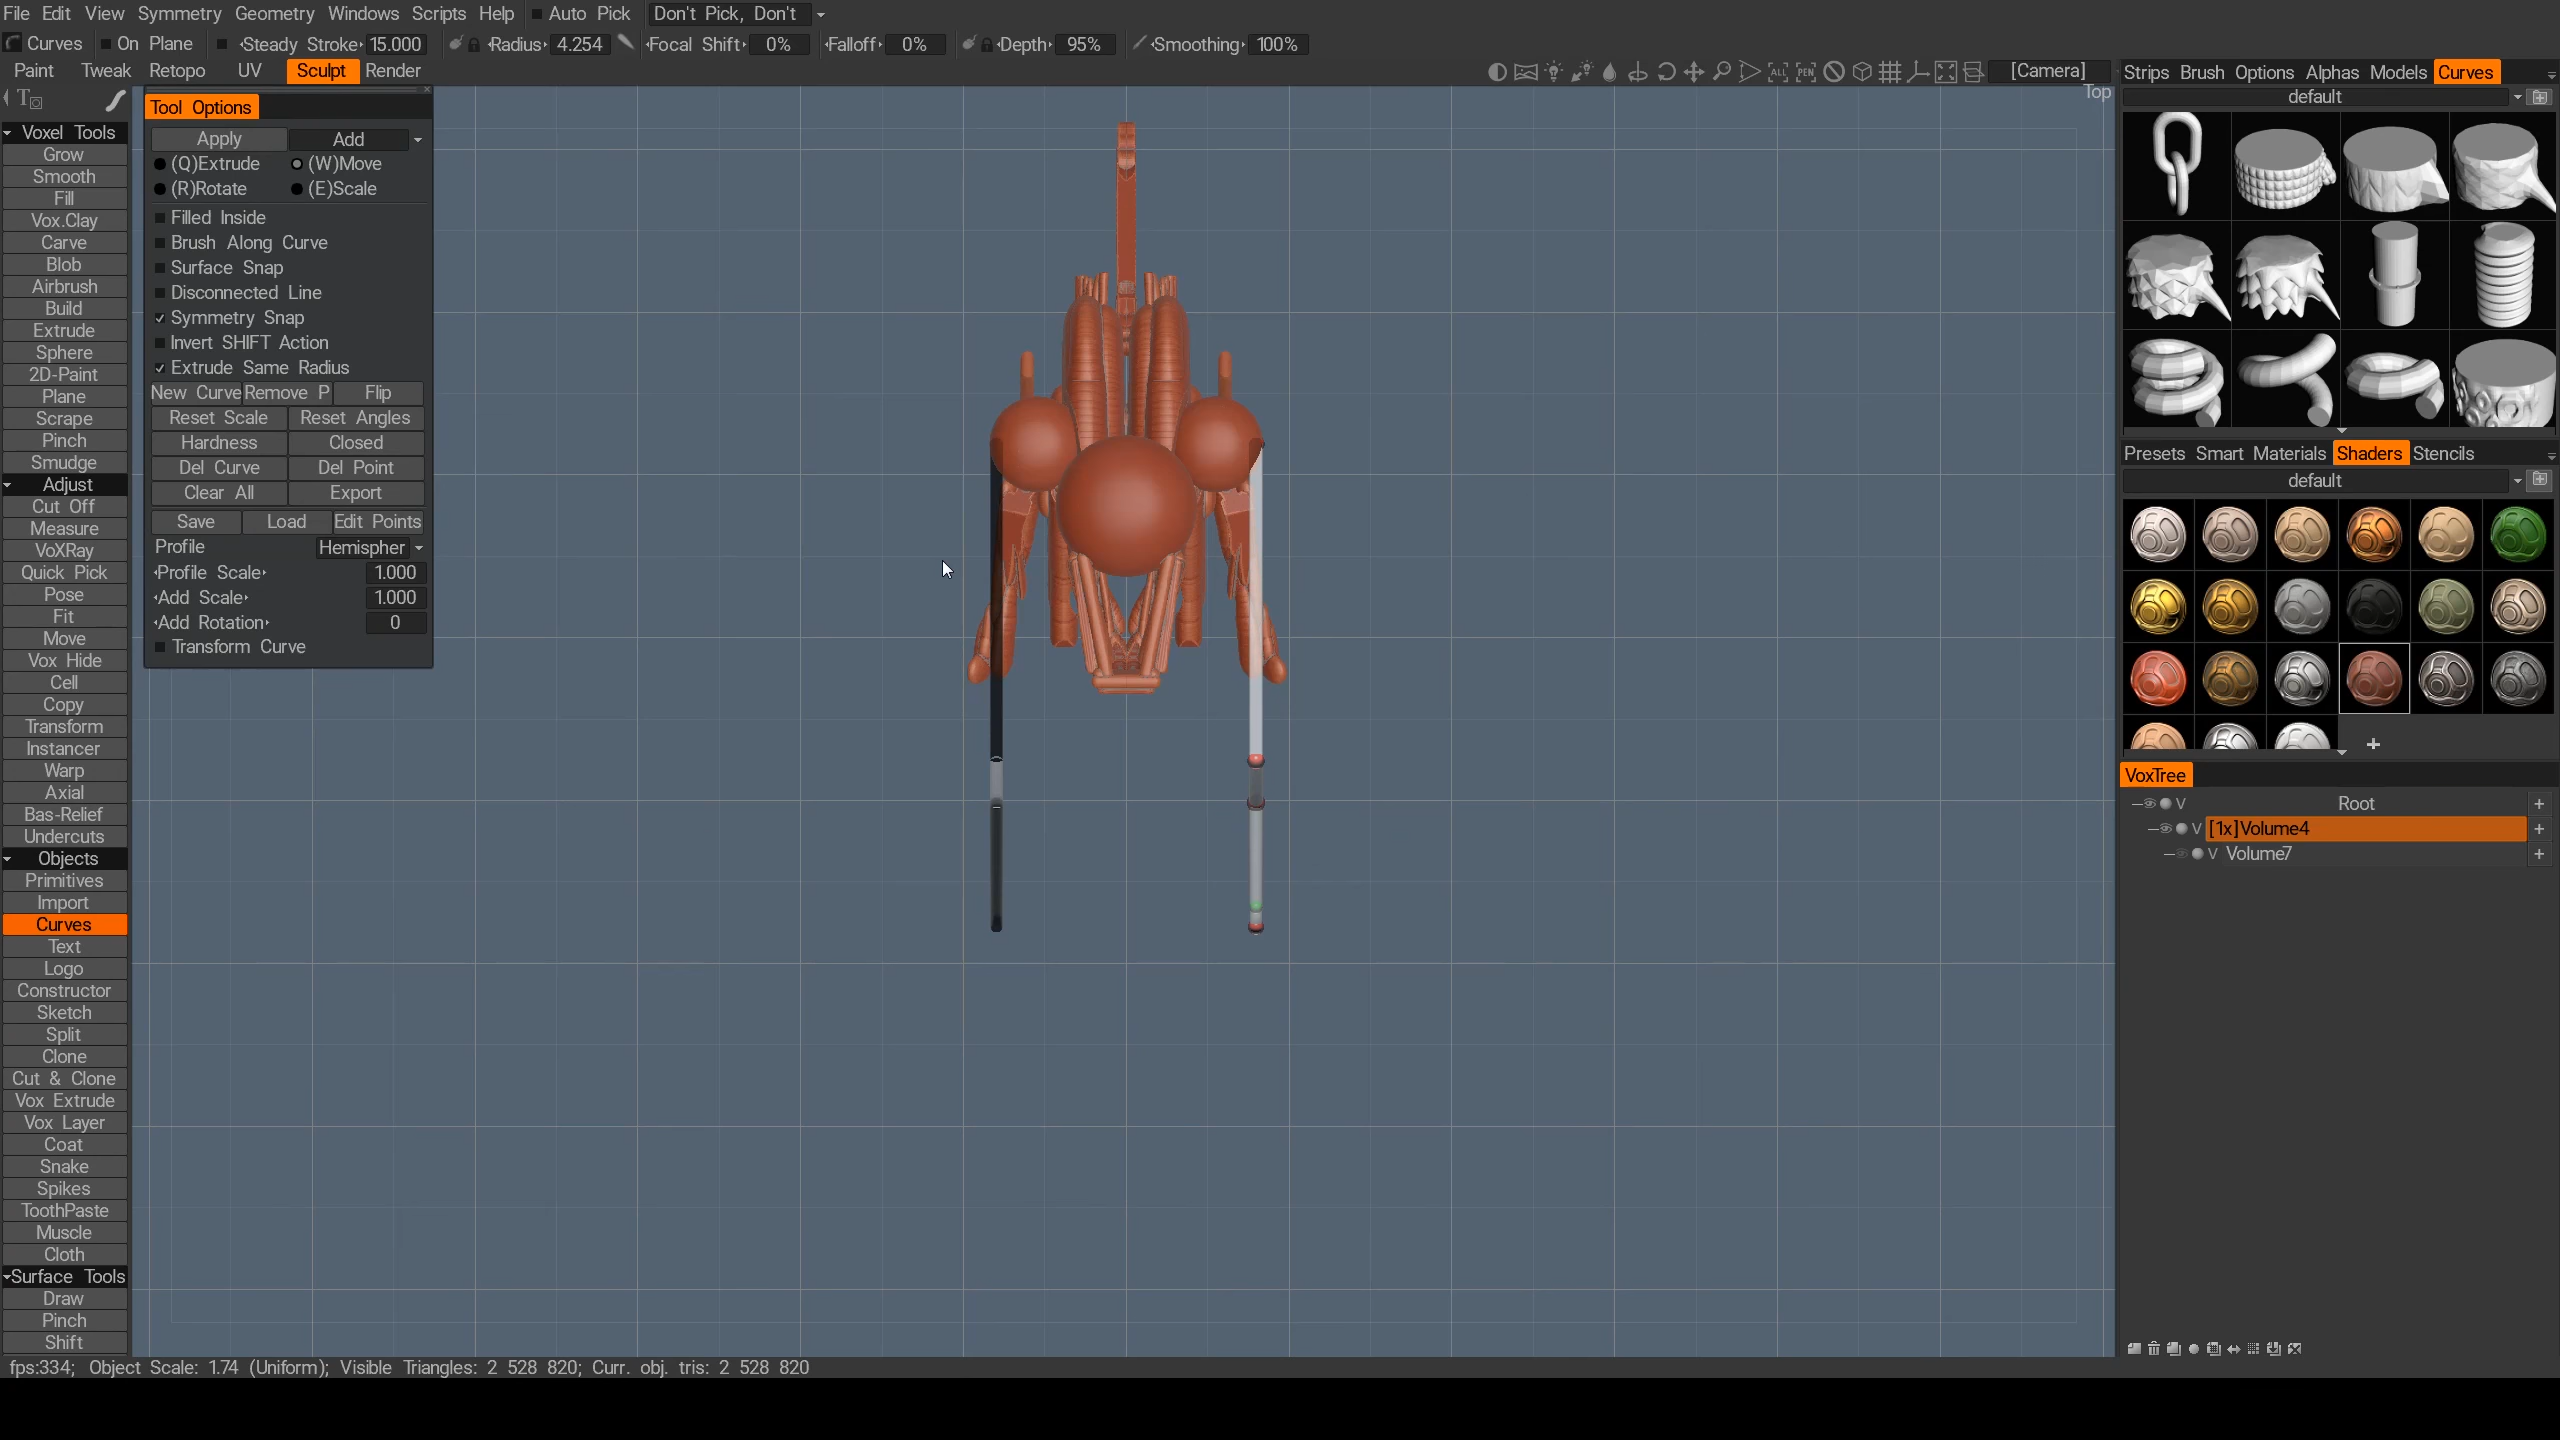 File Edit View Symmetry Geometry Windows Scripts Help Auto Pick Don't Pick, Don't
Curves On Plane Steady Stroke 15.000 Radius 4.254 Focal Shift 0% Falloff 0% Depth 95% Smoothing 100%
Paint Tweak Retopo UV Sculpt Render [Camera]
Top
Tool Options
Apply Add
(Q)Extrude (W)Move
(R)Rotate (E)Scale
Filled Inside
Brush Along Curve
Surface Snap
Disconnected Line
Symmetry Snap
Invert SHIFT Action
Extrude Same Radius
New Curve Remove P Flip
Reset Scale Reset Angles
Hardness Closed
Del Curve Del Point
Clear All Export
Save Load Edit Points
Profile Hemispher
Profile Scale 1.000
Add Scale 1.000
Add Rotation 0
Transform Curve
Voxel Tools
Grow
Smooth
Fill
Vox.Clay
Carve
Blob
Airbrush
Build
Extrude
Sphere
2D-Paint
Plane
Scrape
Pinch
Smudge
Adjust
Cut Off
Measure
VoXRay
Quick Pick
Pose
Fit
Move
Vox Hide
Cell
Copy
Transform
Instancer
Warp
Axial
Bas-Relief
Undercuts
Objects
Primitives
Import
Curves
Text
Logo
Constructor
Sketch
Split
Clone
Cut & Clone
Vox Extrude
Vox Layer
Coat
Snake
Spikes
ToothPaste
Muscle
Cloth
Surface Tools
Draw
Pinch
Shift
Strips Brush Options Alphas Models Curves
default
Presets Smart Materials Shaders Stencils
default
VoxTree
V Root +
V [1x]Volume4 +
V Volume7 +
fps:334; Object Scale: 1.74 (Uniform); Visible Triangles: 2 528 820; Curr. obj. tris: 2 528 820